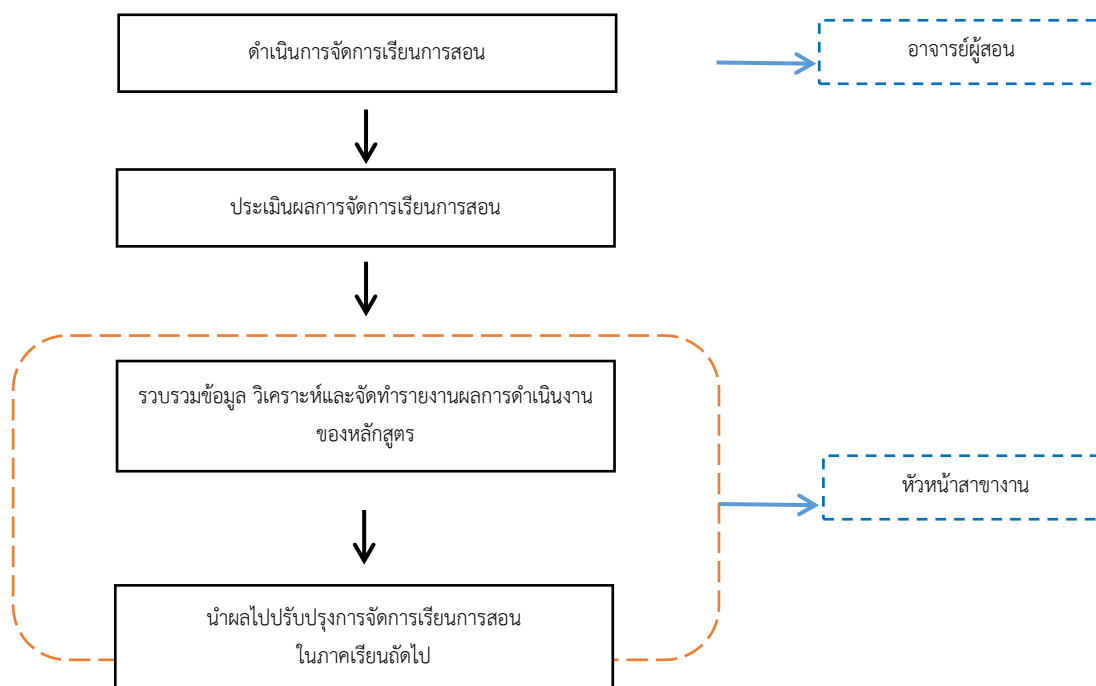 ดำเนินการจัดการเรียนการสอน
อาจารย์ผู้สอน
ประเมินผลการจัดการเรียนการสอน
รวบรวมข้อมูล วิเคราะห์และจัดทำรายงานผลการดำเนินงาน
ของหลักสูตร
หัวหน้าสาขางาน
นำผลไปปรับปรุงการจัดการเรียนการสอน
ในภาคเรียนถัดไป